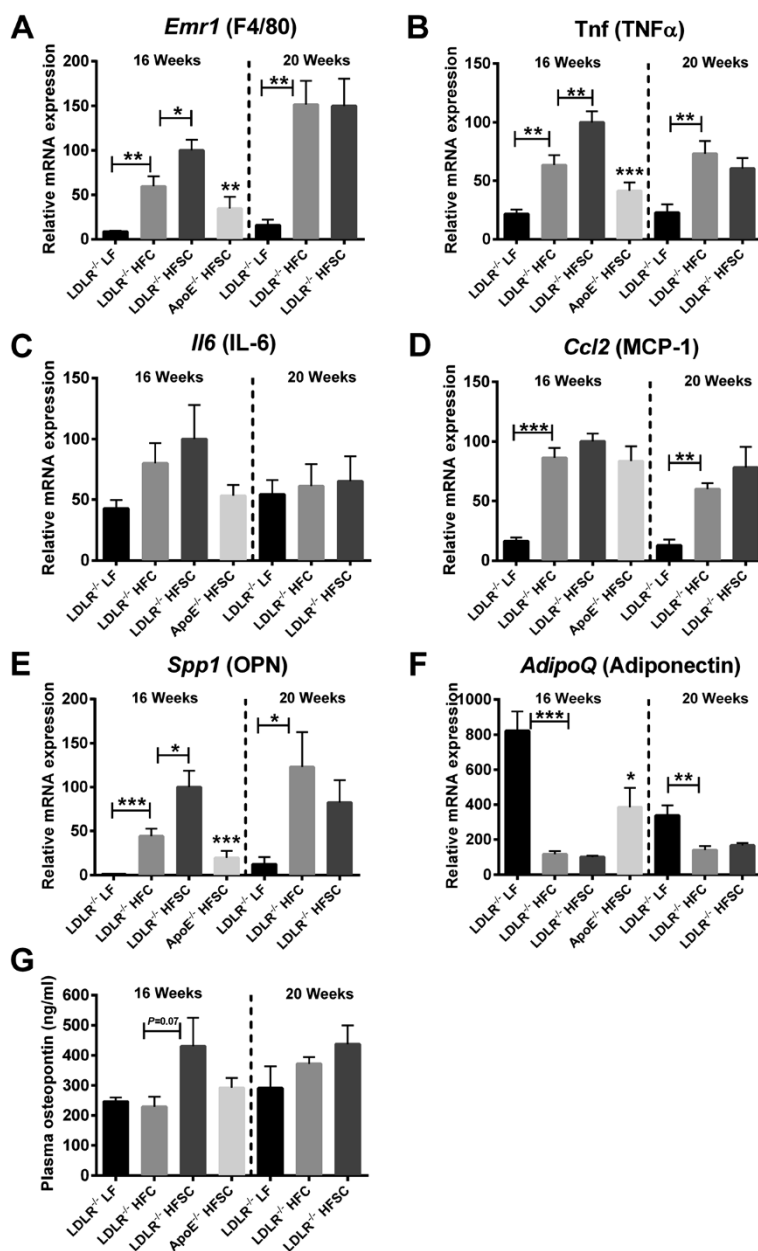 A
Emr1 (F4/80)
16 Weeks
20 Weeks
Relative mRNA expression
200
150
100
50
0
**
*
**
**
LDLR-/- LF
LDLR-/- HFC
LDLR-/- HFSC
ApoE-/- HFSC
LDLR-/- LF
LDLR-/- HFC
LDLR-/- HFSC
B
Tnf (TNFα)
16 Weeks
20 Weeks
Relative mRNA expression
150
100
50
0
**
**
***
**
LDLR-/- LF
LDLR-/- HFC
LDLR-/- HFSC
ApoE-/- HFSC
LDLR-/- LF
LDLR-/- HFC
LDLR-/- HFSC
C
Il6 (IL-6)
16 Weeks
20 Weeks
Relative mRNA expression
150
100
50
0
LDLR-/- LF
LDLR-/- HFC
LDLR-/- HFSC
ApoE-/- HFSC
LDLR-/- LF
LDLR-/- HFC
LDLR-/- HFSC
D
Ccl2 (MCP-1)
16 Weeks
20 Weeks
Relative mRNA expression
150
100
50
0
***
**
LDLR-/- LF
LDLR-/- HFC
LDLR-/- HFSC
ApoE-/- HFSC
LDLR-/- LF
LDLR-/- HFC
LDLR-/- HFSC
E
Spp1 (OPN)
16 Weeks
20 Weeks
Relative mRNA expression
200
150
100
50
0
***
*
***
*
LDLR-/- LF
LDLR-/- HFC
LDLR-/- HFSC
ApoE-/- HFSC
LDLR-/- LF
LDLR-/- HFC
LDLR-/- HFSC
F
AdipoQ (Adiponectin)
16 Weeks
20 Weeks
Relative mRNA expression
1000
800
600
400
200
0
***
*
**
LDLR-/- LF
LDLR-/- HFC
LDLR-/- HFSC
ApoE-/- HFSC
LDLR-/- LF
LDLR-/- HFC
LDLR-/- HFSC
G
16 Weeks
20 Weeks
Plasma osteopontin (ng/ml)
700
600
500
400
300
200
100
0
P=0.07
LDLR-/- LF
LDLR-/- HFC
LDLR-/- HFSC
ApoE-/- HFSC
LDLR-/- LF
LDLR-/- HFC
LDLR-/- HFSC